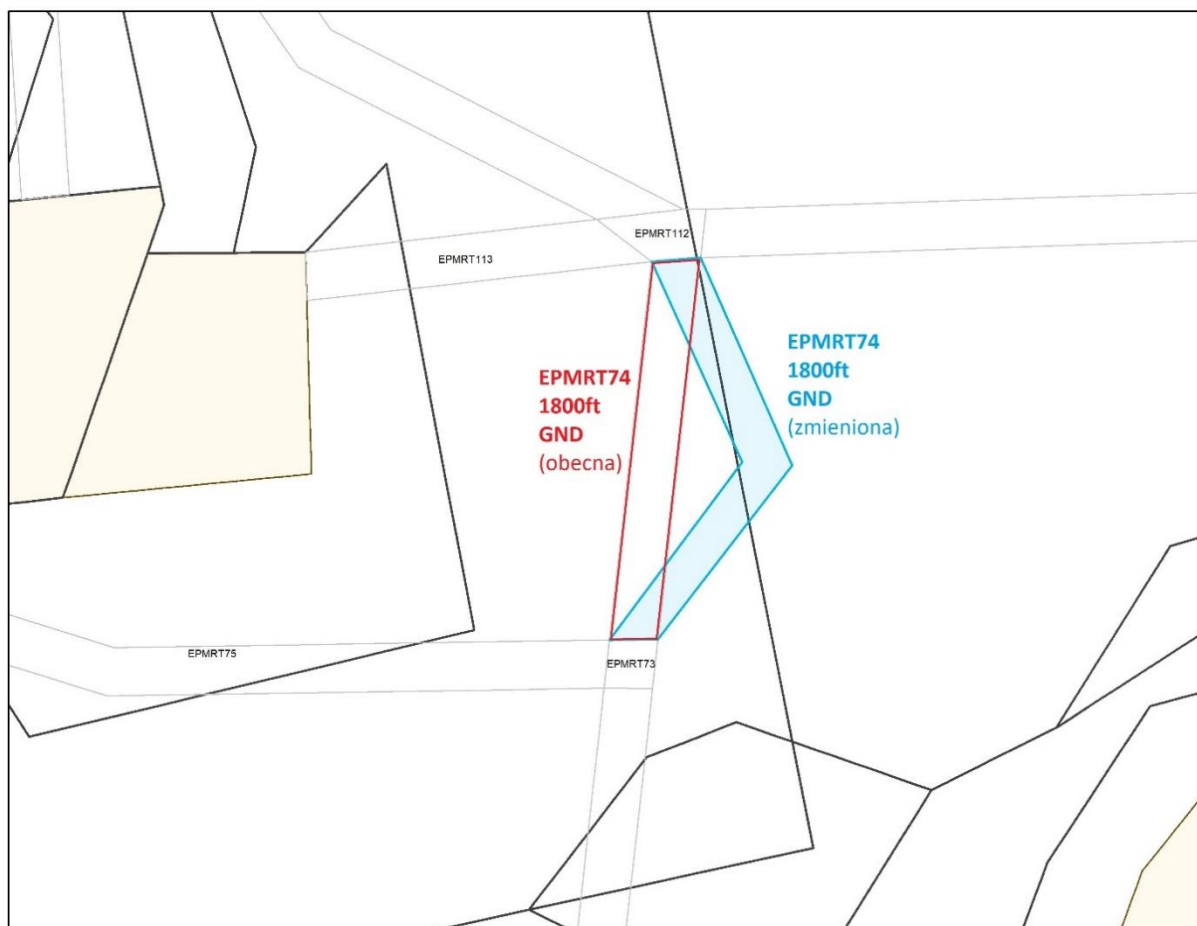 EPMRT112
EPMRT113
EPMRT74
1800ft
GND
(zmieniona)
EPMRT74
1800ft
GND
(obecna)
EPMRT75
EPMRT73